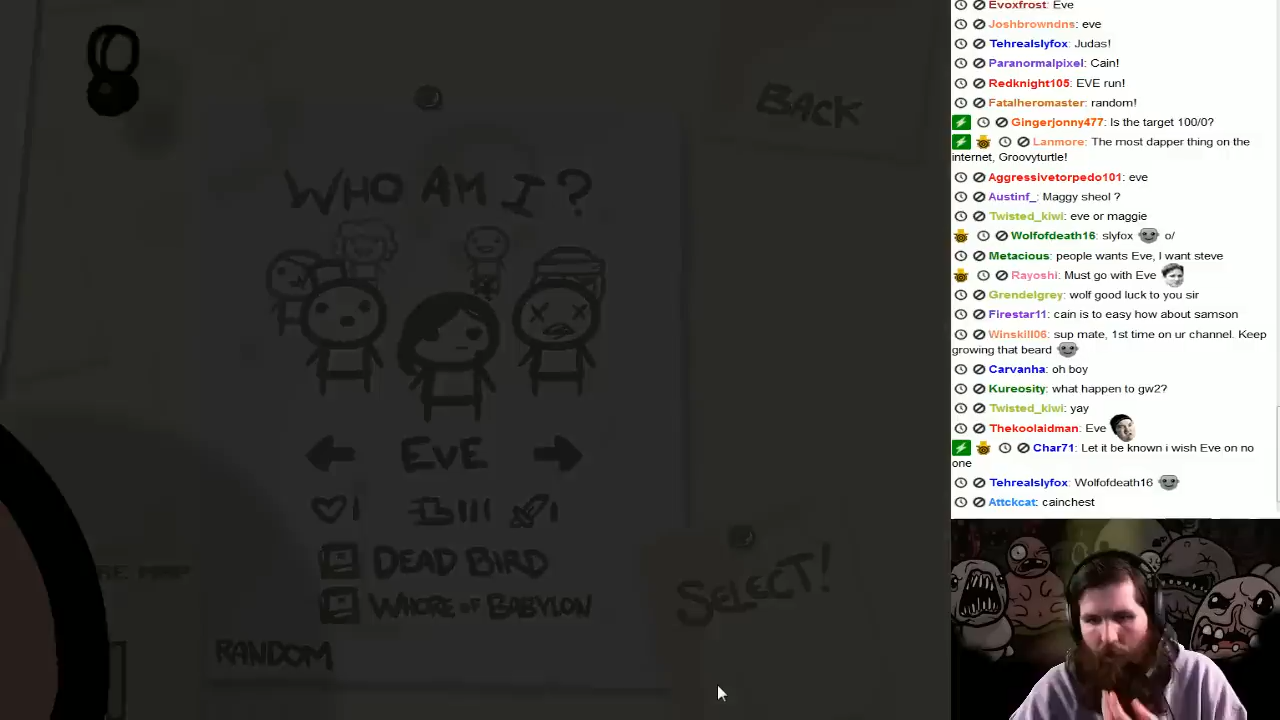 BACK
WHO AM I?
EVE
DEAD BIRD
WHORE OF BABYLON
SELECT!
RANDOM
Evoxfrost: Eve
Joshbrowndns: eve
Tehrealslyfox: Judas!
Paranormalpixel: Cain!
Redknight105: EVE run!
Fatalheromaster: random!
Gingerjonny477: Is the target 100/0?
Lanmore: The most dapper thing on the
internet, Groovyturtle!
Aggressivetorpedo101: eve
Austinf_: Maggy sheol ?
Twisted_kiwi: eve or maggie
Wolfofdeath16: slyfox o/
Metacious: people wants Eve, I want steve
Rayoshi: Must go with Eve
Grendelgrey: wolf good luck to you sir
Firestar11: cain is to easy how about samson
Winskill06: sup mate, 1st time on ur channel. Keep
growing that beard
Carvanha: oh boy
Kureosity: what happen to gw2?
Twisted_kiwi: yay
Thekoolaidman: Eve
Char71: Let it be known i wish Eve on no
one
Tehrealslyfox: Wolfofdeath16
Attckcat: cainchest